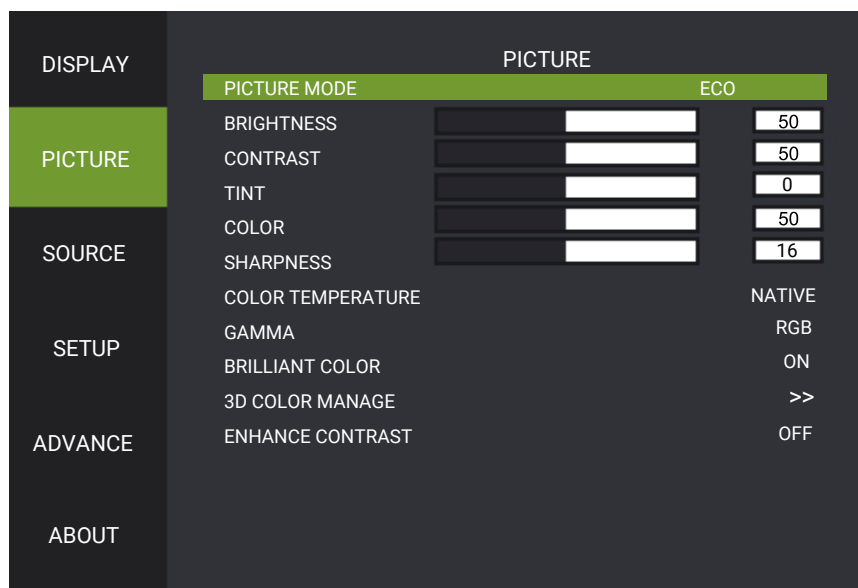 DISPLAY
PICTURE
SOURCE
SETUP
ADVANCE
ABOUT
PICTURE
PICTURE MODE ECO
BRIGHTNESS 50
CONTRAST 50
TINT 0
COLOR 50
SHARPNESS 16
COLOR TEMPERATURE NATIVE
GAMMA RGB
BRILLIANT COLOR ON
3D COLOR MANAGE >>
ENHANCE CONTRAST OFF